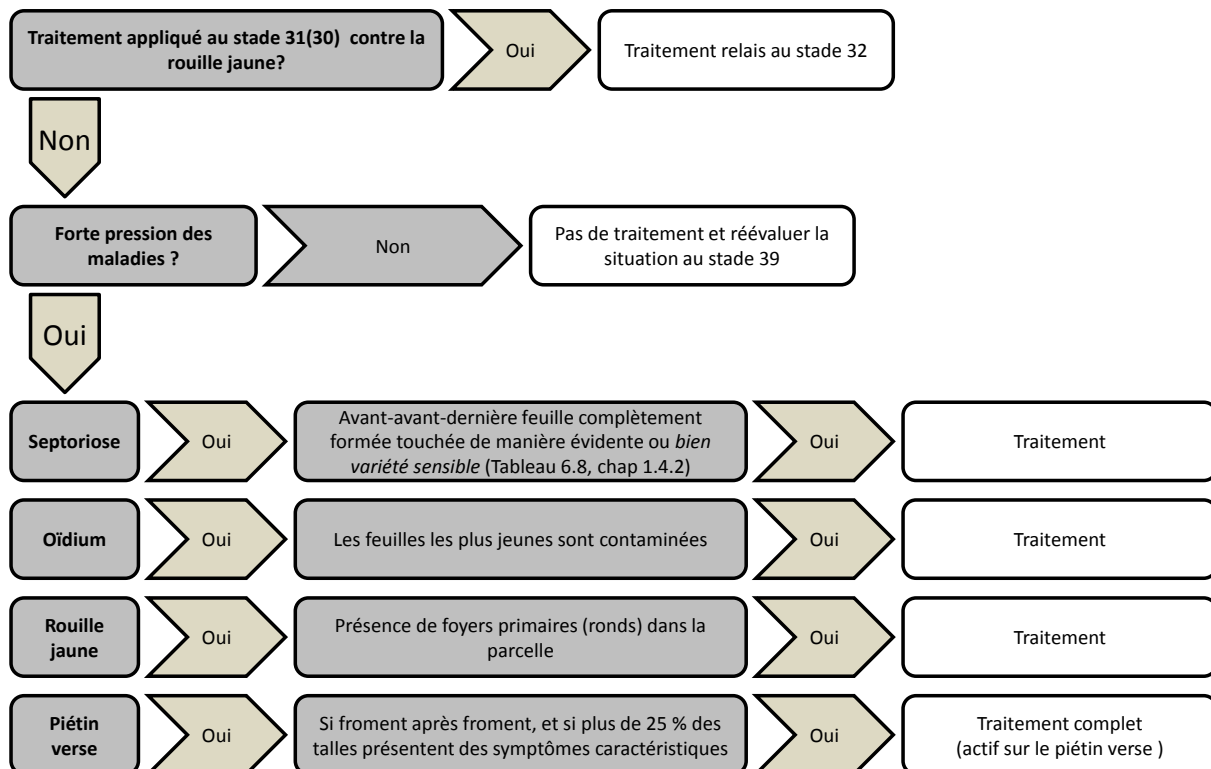 Traitement appliqué au stade 31(30) contre la
rouille jaune?
Oui
Traitement relais au stade 32
Non
Forte pression des
maladies ?
Non
Pas de traitement et réévaluer la
situation au stade 39
Oui
Septoriose
Oui
Avant-avant-dernière feuille complètement
formée touchée de manière évidente ou bien
variété sensible (Tableau 6.8, chap 1.4.2)
Oui
Traitement
Oïdium
Oui
Les feuilles les plus jeunes sont contaminées
Oui
Traitement
Rouille
jaune
Oui
Présence de foyers primaires (ronds) dans la
parcelle
Oui
Traitement
Piétin
verse
Oui
Si froment après froment, et si plus de 25 % des
talles présentent des symptômes caractéristiques
Oui
Traitement complet
(actif sur le piétin verse )